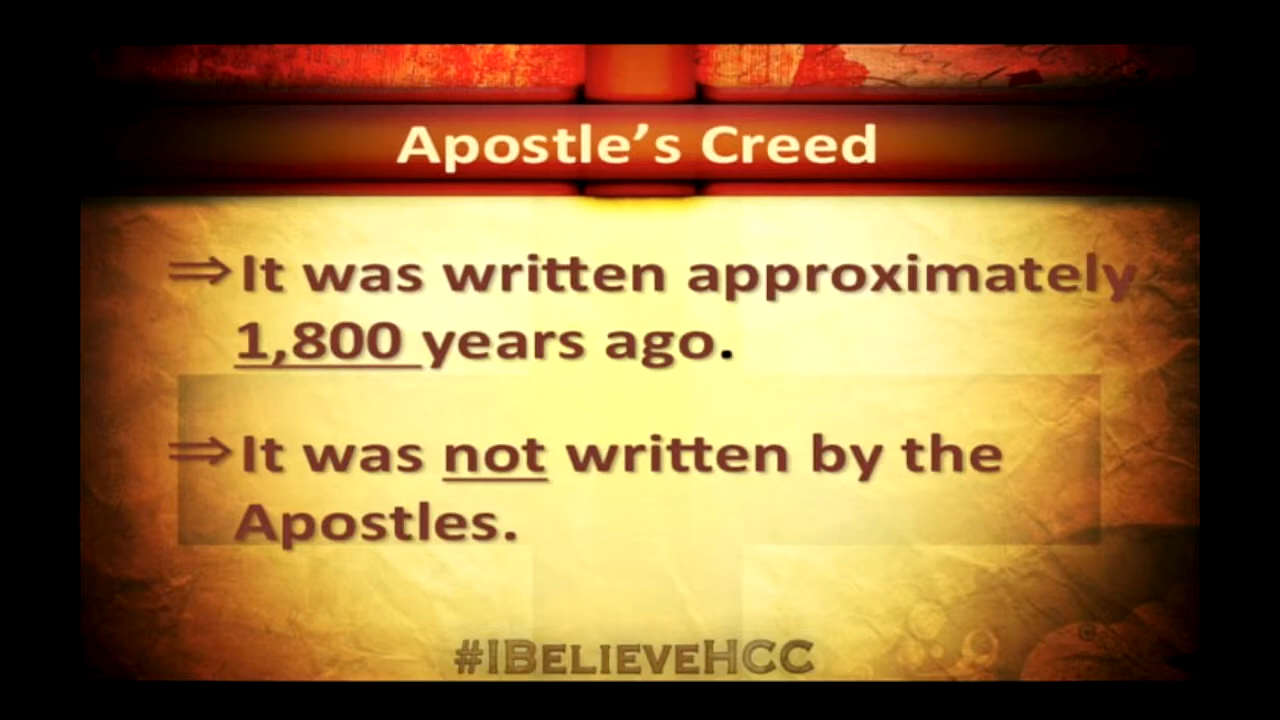 Apostle’s Creed
⇒It was written approximately
1,800 years ago.
⇒It was not written by the
Apostles.
#IBelieveHCC